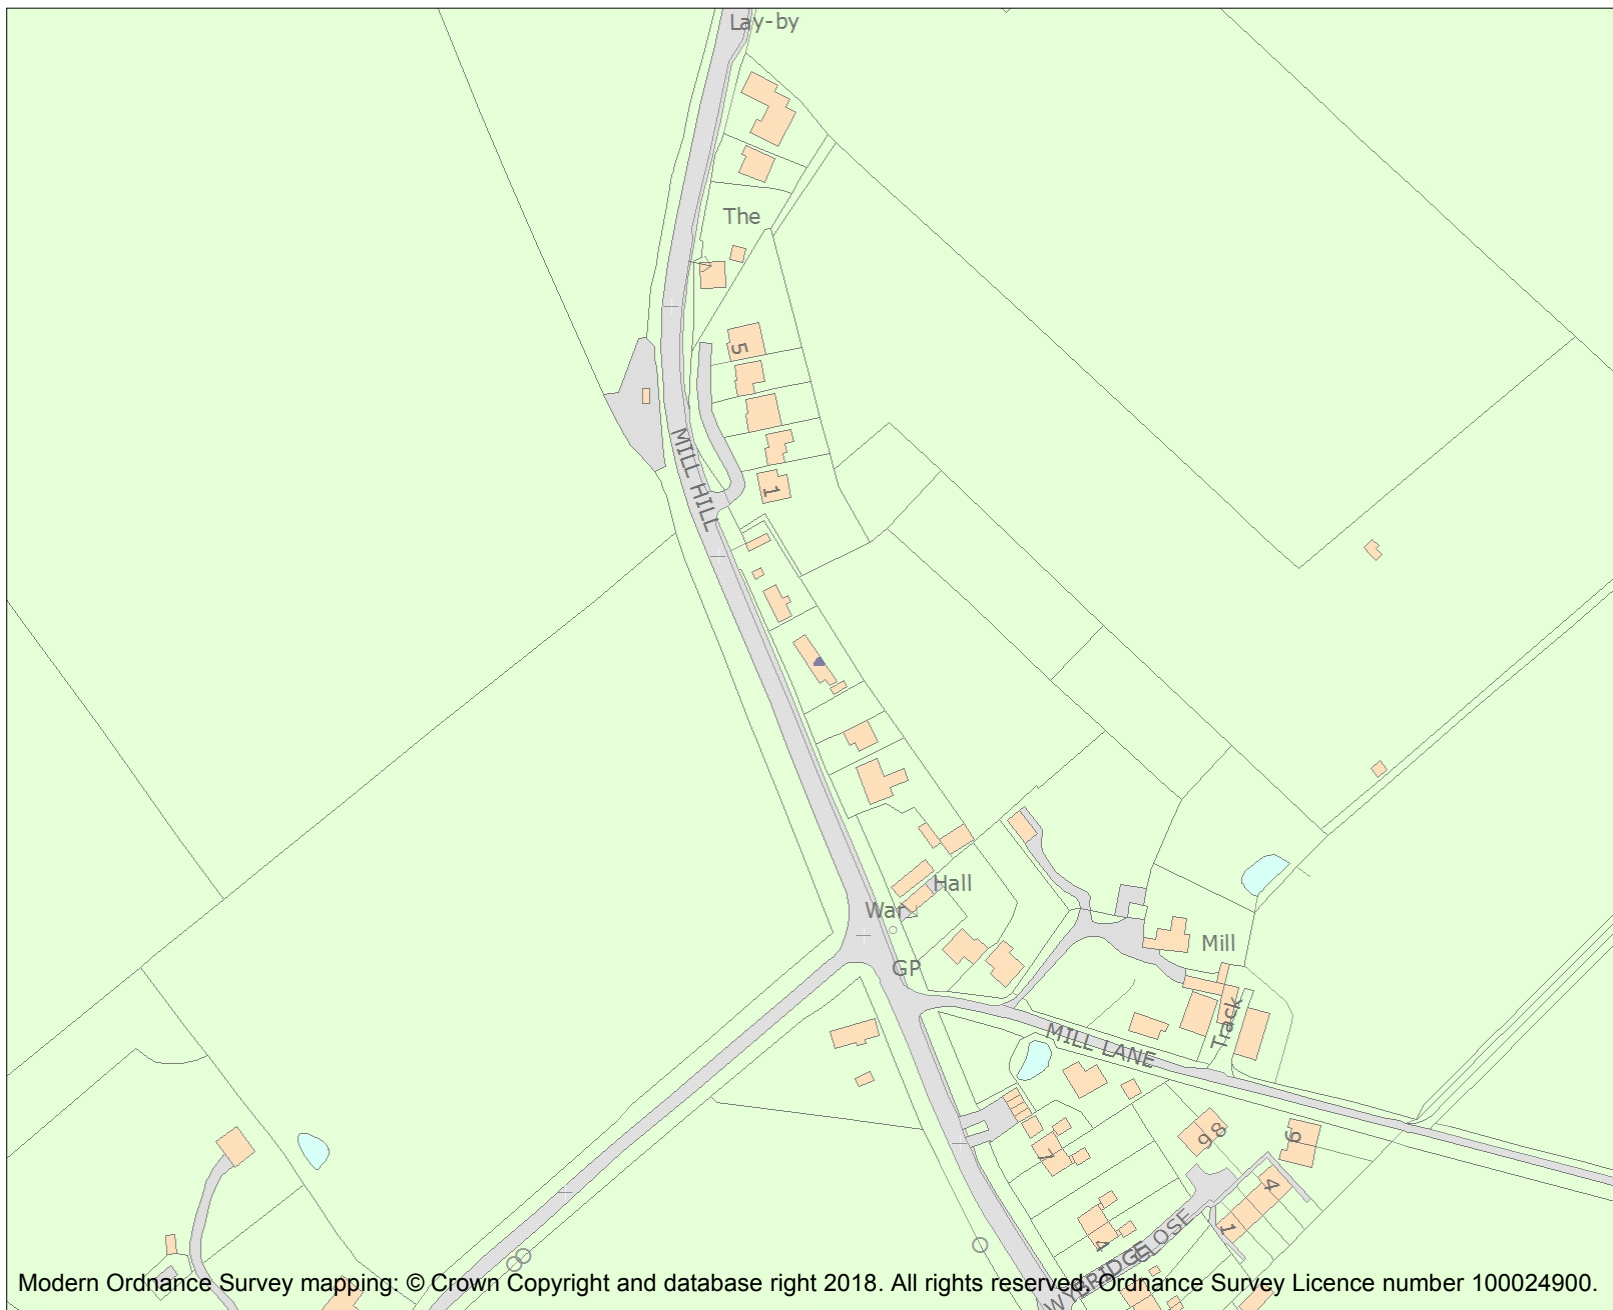 Lay-by
The
5
MILL HILL
1
Hall
War
Mill
GP
Track
MILL LANE
98
6
7
4
4
1
WYBRIDGE CLOSE
Modern Ordnance Survey mapping: © Crown Copyright and database right 2018. All rights reserved. Ordnance Survey Licence number 100024900.